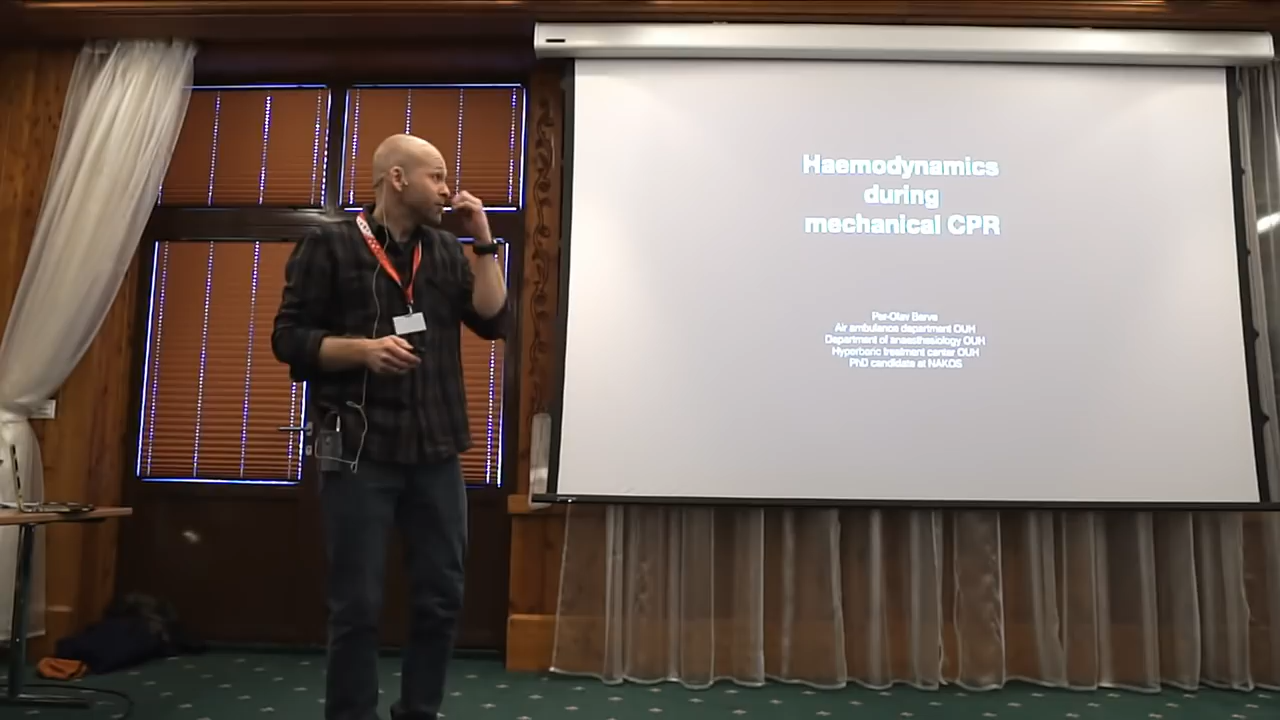 Haemodynamics
during
mechanical CPR
Per-Olav Berve
Air ambulance department OUH
Department of anaesthesiology OUH
Hyperbaric treatment center OUH
PhD candidate at NAKOS